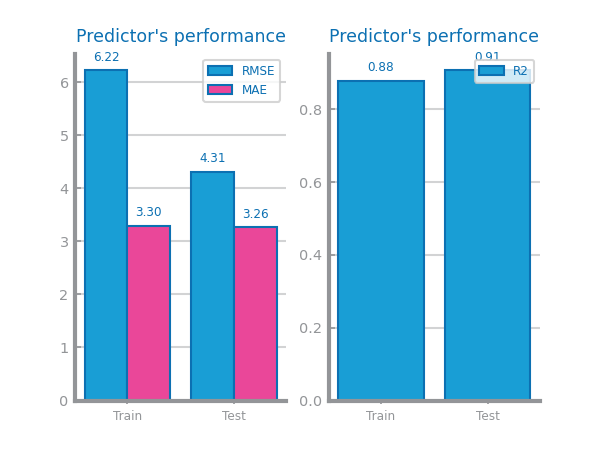 Predictor's performance
6.22
RMSE
MAE
4.31
3.30
3.26
6
5
4
3
2
1
0
Train
Test
Predictor's performance
0.91
0.88
R2
0.8
0.6
0.4
0.2
0.0
Train
Test